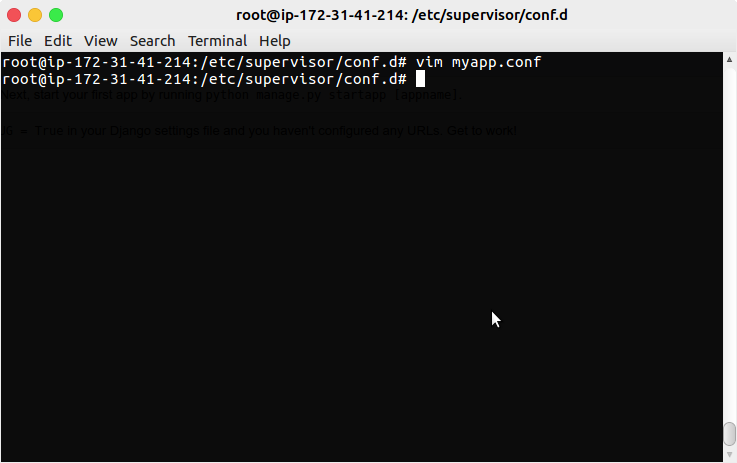 root@ip-172-31-41-214: /etc/supervisor/conf.d
File Edit View Search Terminal Help
root@ip-172-31-41-214:/etc/supervisor/conf.d# vim myapp.conf
root@ip-172-31-41-214:/etc/supervisor/conf.d#
Next, start your first app by running python manage.py startapp [appname].
True in your Django settings file and you haven't configured any URLs. Get to work!